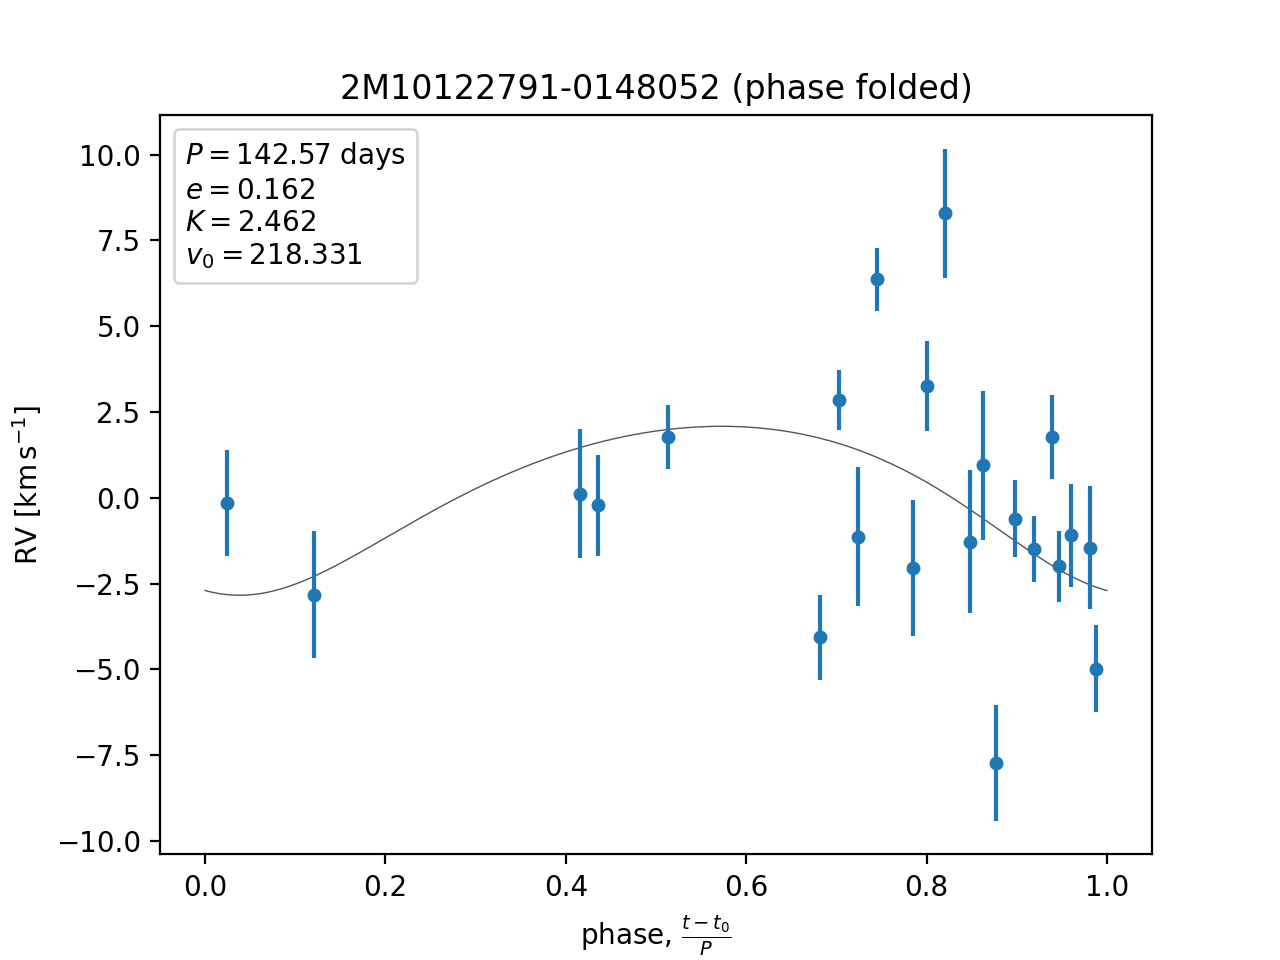 2M10122791-0148052 (phase folded)
P = 142.57 days
e = 0.162
K = 2.462
v₀ = 218.331
10.0
7.5
5.0
2.5
0.0
−2.5
−5.0
−7.5
−10.0
RV [km s⁻¹]
0.0 0.2 0.4 0.6 0.8 1.0
phase, (t − t₀)/P